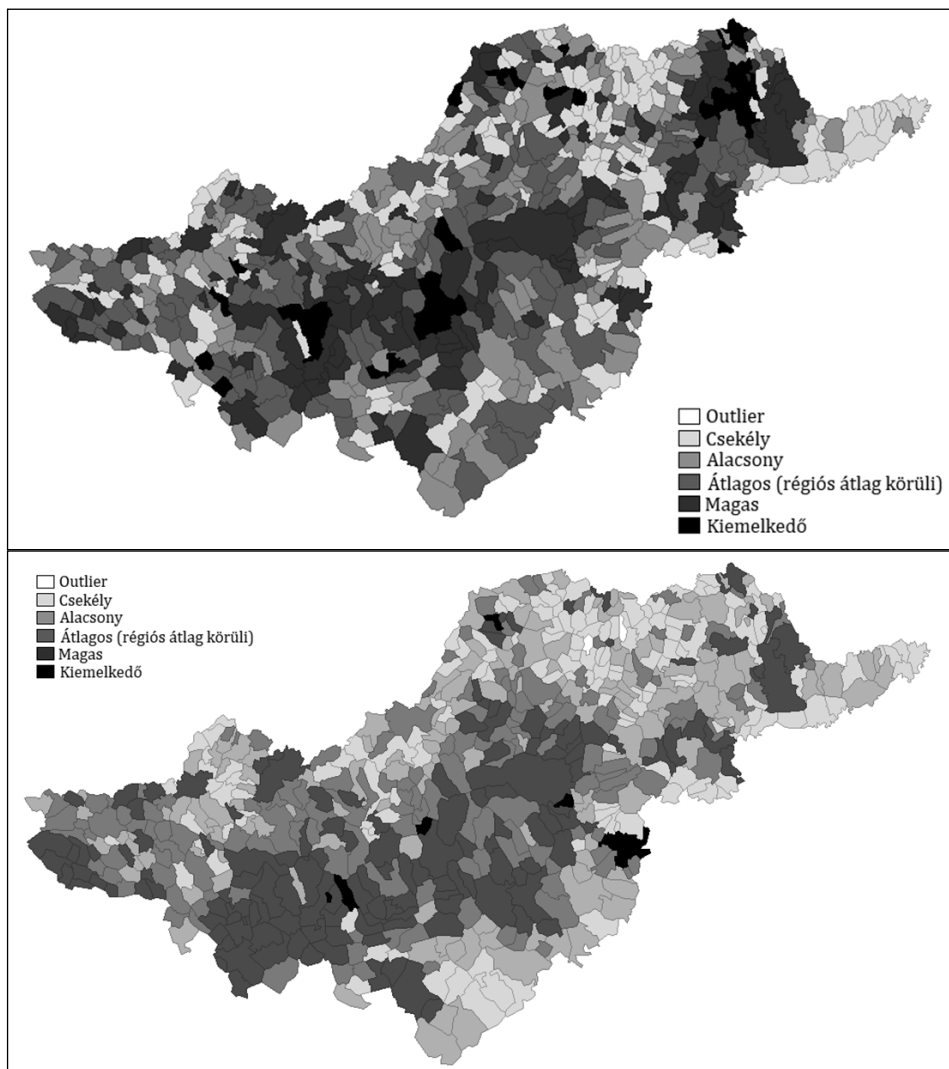 Outlier
Csekély
Alacsony
Átlagos (régiós átlag körüli)
Magas
Kiemelkedő
Outlier
Csekély
Alacsony
Átlagos (régiós átlag körüli)
Magas
Kiemelkedő